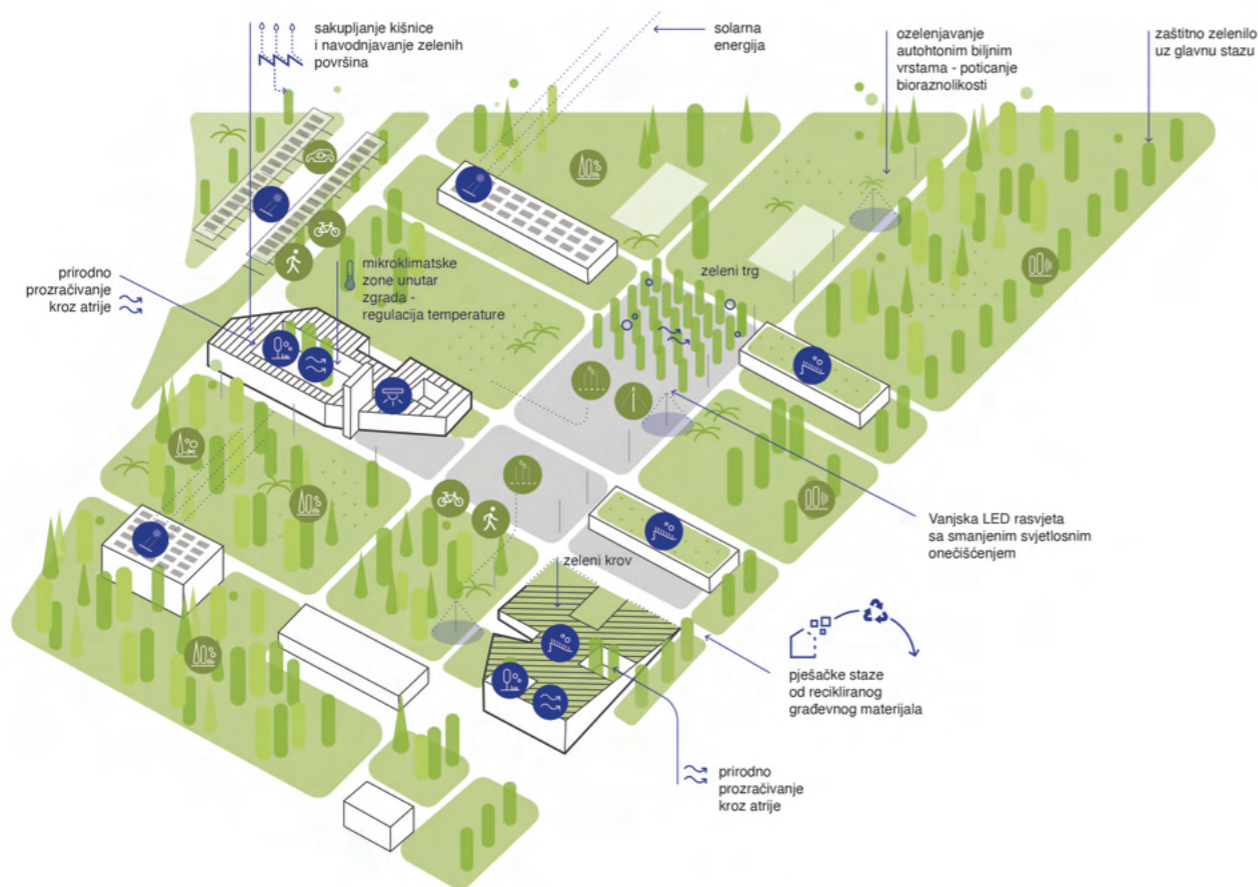 sakupljanje kišnice
i navodnjavanje zelenih
površina
solarna
energija
ozelenjavanje
autohtonim biljnim
vrstama - poticanje
bioraznolikosti
zaštitno zelenilo
uz glavnu stazu
prirodno
prozračivanje
kroz atrije
mikroklimatske
zone unutar
zgrada -
regulacija temperature
zeleni trg
Vanjska LED rasvjeta
sa smanjenim svjetlosnim
onečišćenjem
zeleni krov
pješačke staze
od recikliranog
građevnog materijala
prirodno
prozračivanje
kroz atrije